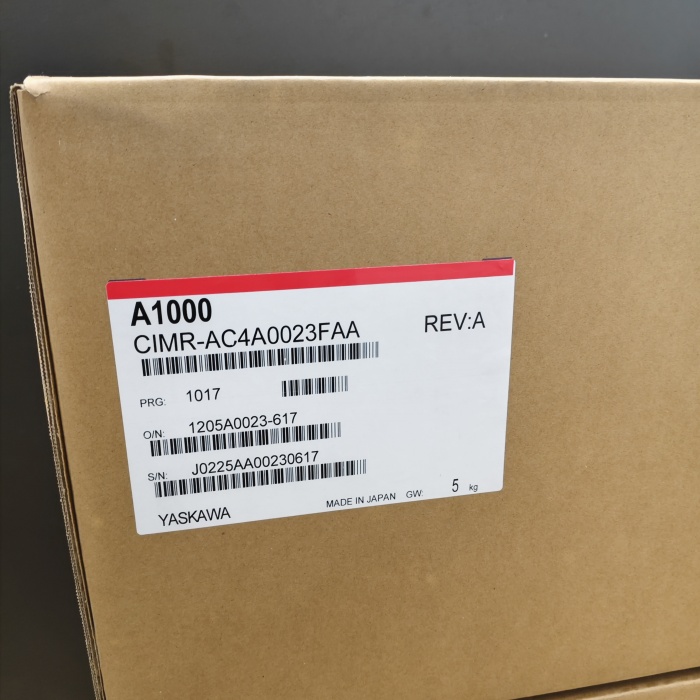 A1000
CIMR-AC4A0023FAA REV:A
PRG: 1017
O/N: 1205A0023-617
S/N: J0225AA00230617
YASKAWA MADE IN JAPAN GW: 5 kg